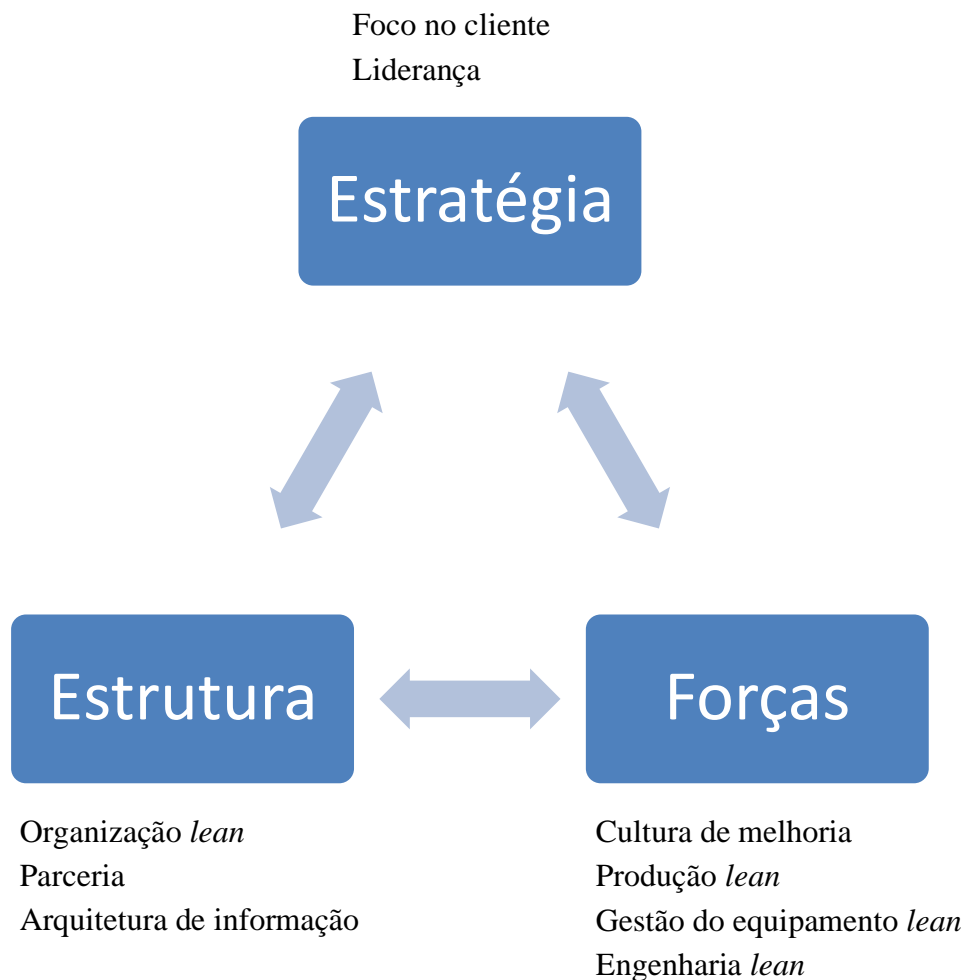 Foco no cliente
Liderança
Estratégia
Estrutura
Forças
Organização lean
Parceria
Arquitetura de informação
Cultura de melhoria
Produção lean
Gestão do equipamento lean
Engenharia lean